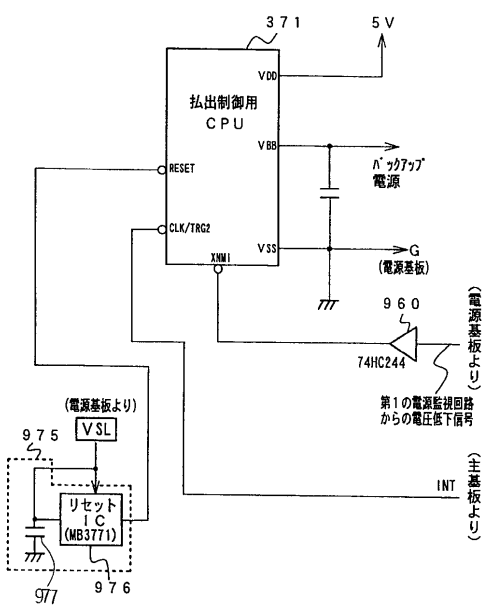 371
5V
VDD
払出制御用
CPU
VBB
バックアップ
電源
RESET
CLK/TRG2
VSS
G
(電源基板)
XNMI
960
(電源基板より)
74HC244
第1の電源監視回路
からの電圧低下信号
(電源基板より)
975
VSL
INT
(主基板より)
リセット
IC
(MB3771)
977
976